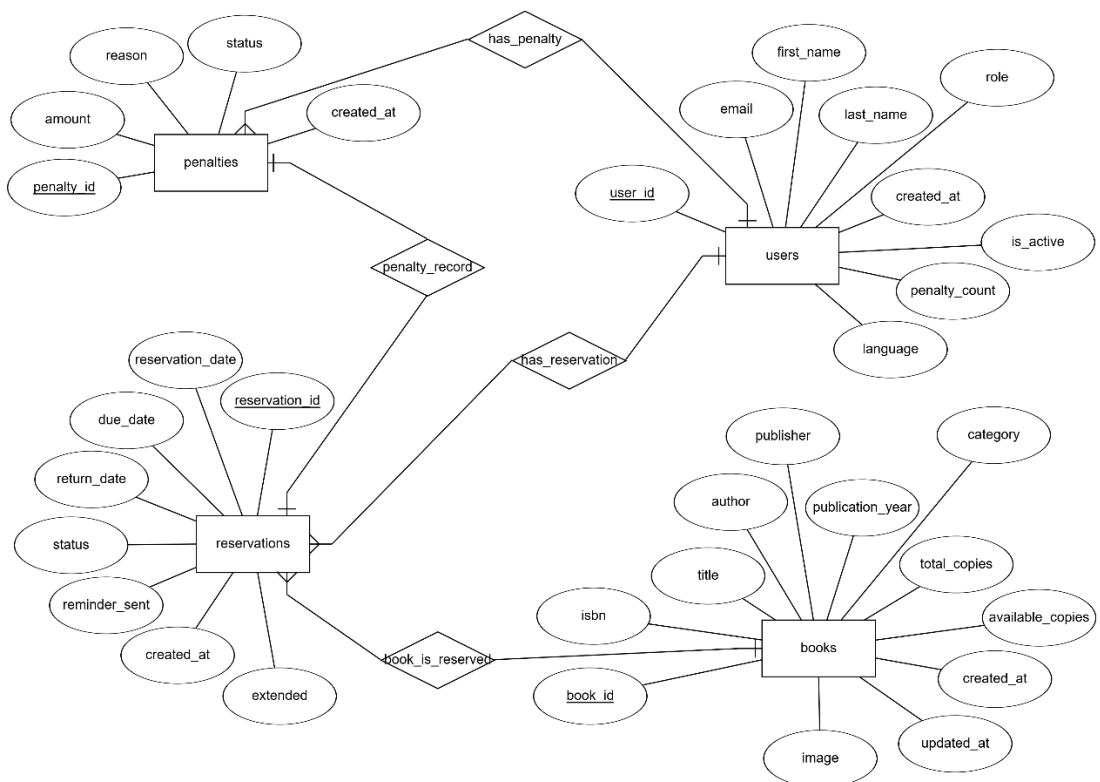 has_penalty
status
reason
first_name
role
email
created_at
amount
last_name
penalties
penalty_id
user_id
created_at
is_active
users
penalty_record
penalty_count
language
reservation_date
has_reservation
reservation_id
due_date
publisher
category
return_date
author
publication_year
status
reservations
total_copies
title
reminder_sent
isbn
available_copies
created_at
book_is_reserved
books
created_at
extended
book_id
updated_at
image